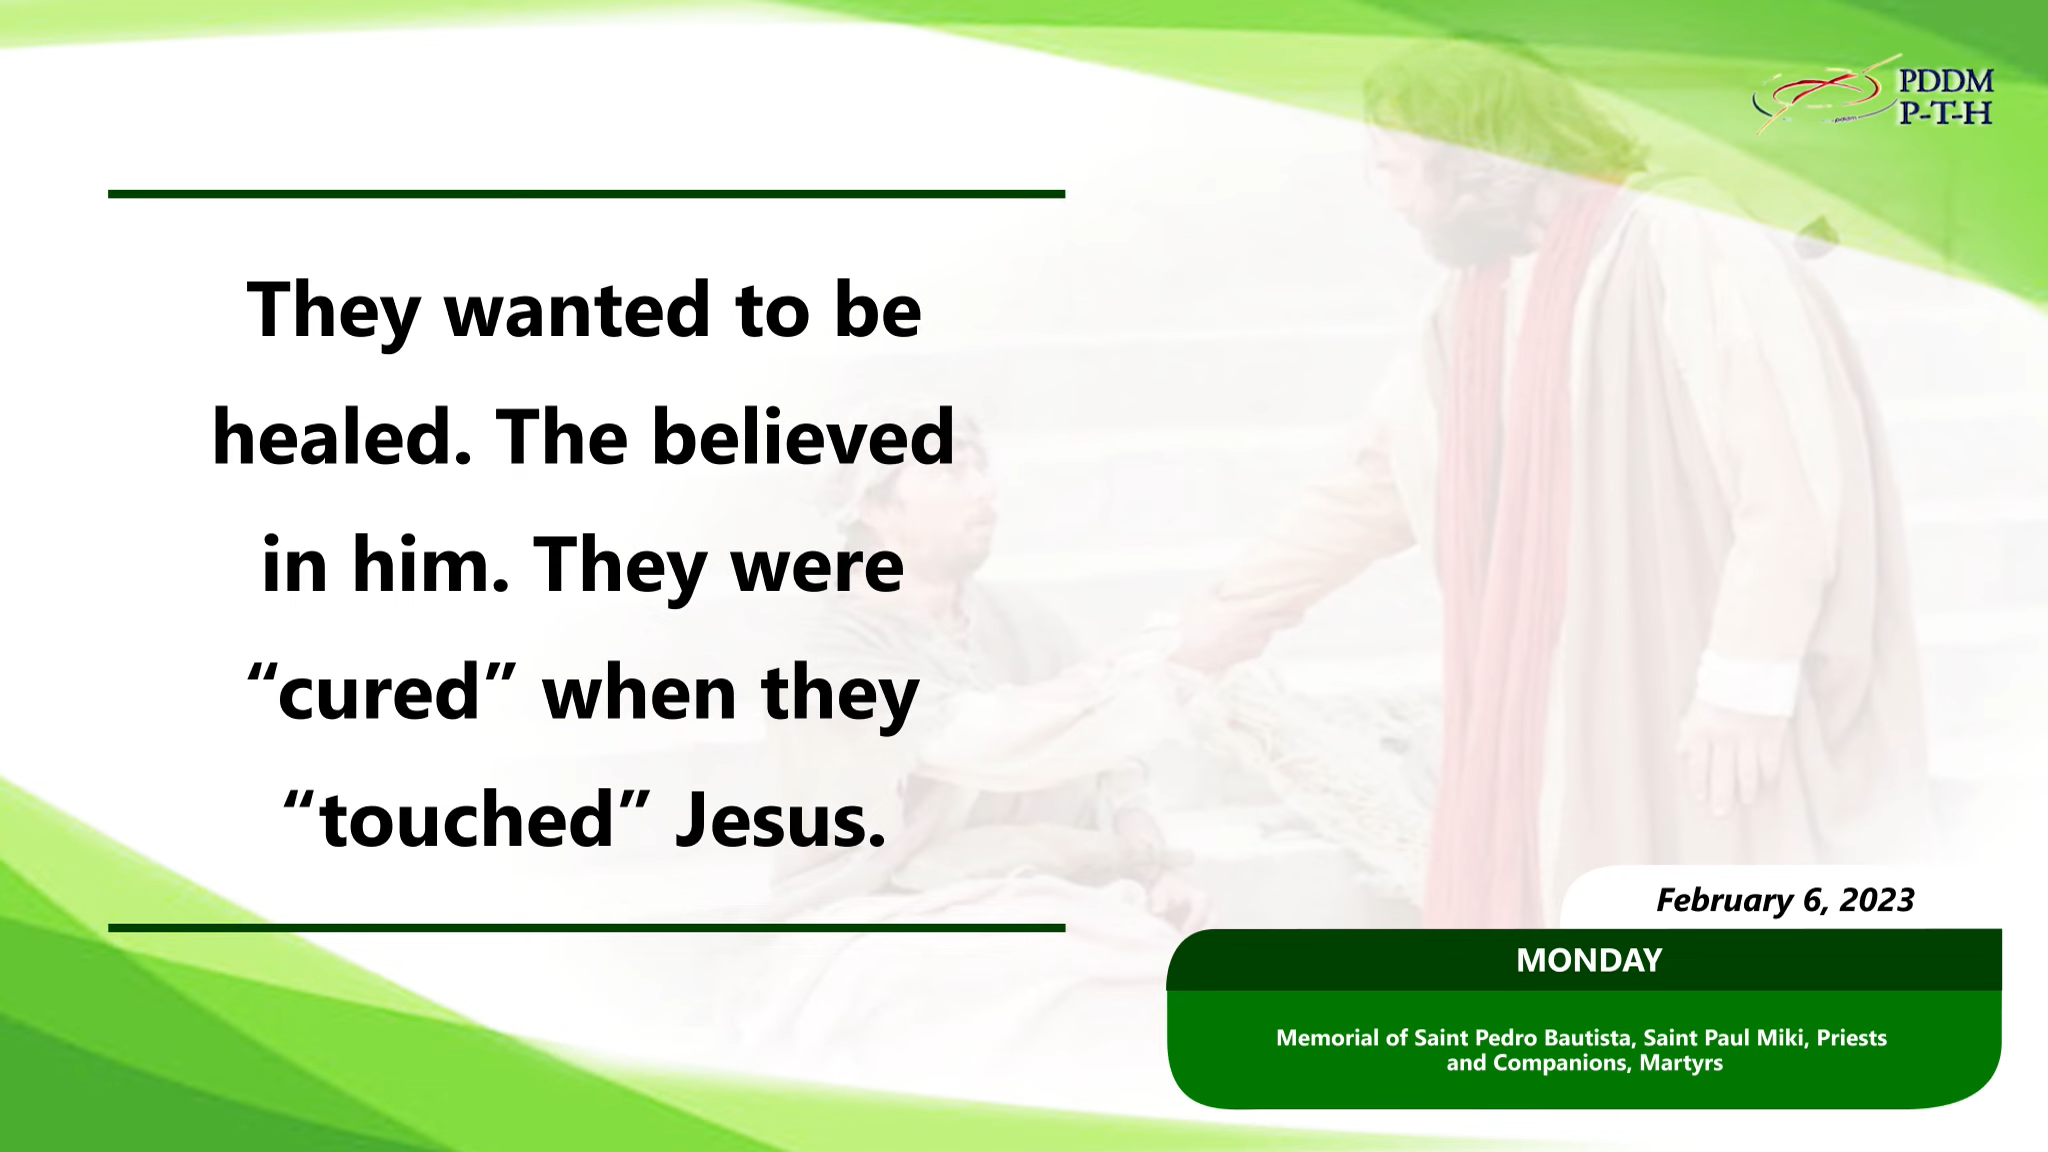 PDDM
P-T-H
pddm
They wanted to be
healed. The believed
in him. They were
“cured” when they
“touched” Jesus.
February 6, 2023
MONDAY
Memorial of Saint Pedro Bautista, Saint Paul Miki, Priests
and Companions, Martyrs